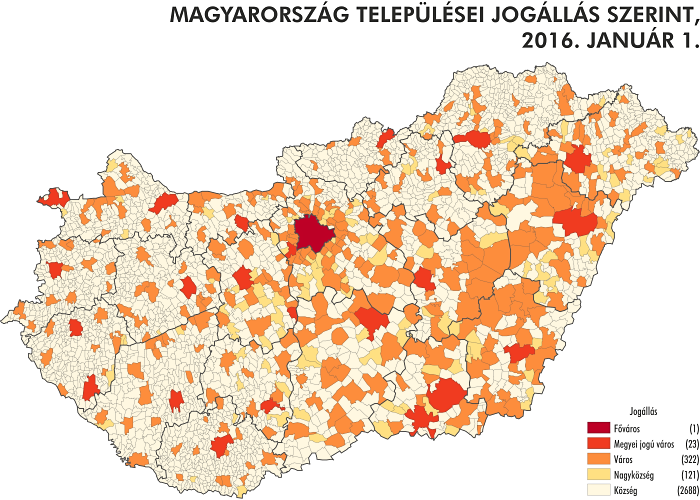 MAGYARORSZÁG TELEPÜLÉSEI JOGÁLLÁS SZERINT,
2016. JANUÁR 1.
Jogállás
Főváros (1)
Megyei jogú város (23)
Város (322)
Nagyközség (121)
Község (2688)